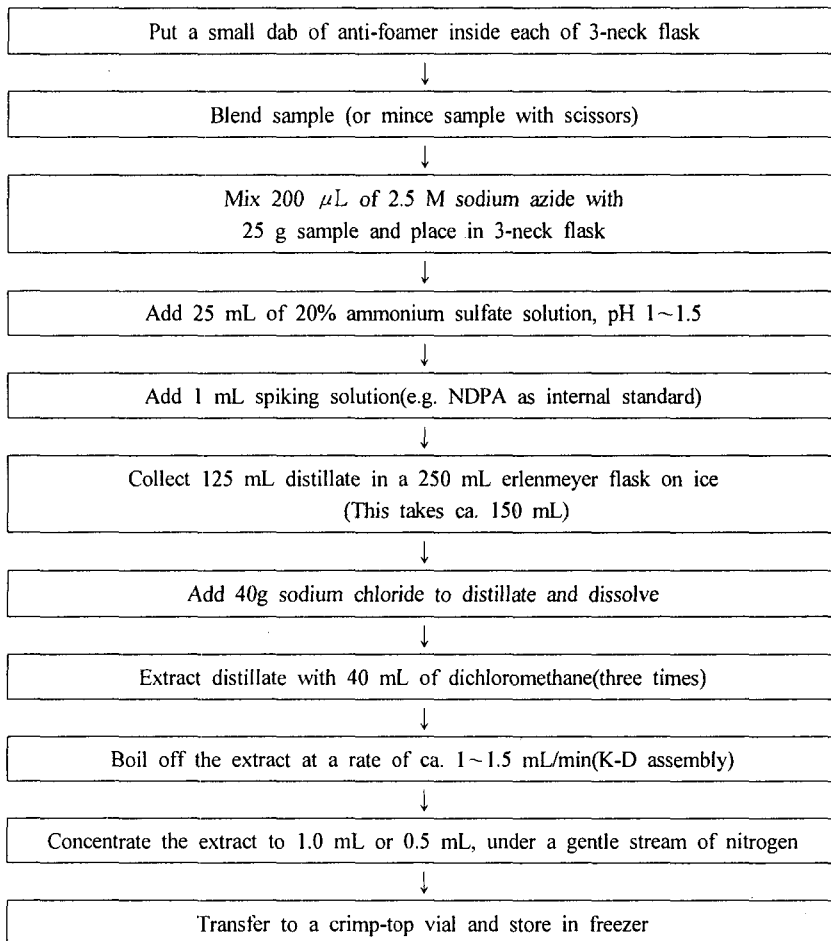 Put a small dab of anti-foamer inside each of 3-neck flask
↓
Blend sample (or mince sample with scissors)
↓
Mix 200 μL of 2.5 M sodium azide with
25 g sample and place in 3-neck flask
↓
Add 25 mL of 20% ammonium sulfate solution, pH 1~1.5
↓
Add 1 mL spiking solution(e.g. NDPA as internal standard)
↓
Collect 125 mL distillate in a 250 mL erlenmeyer flask on ice
(This takes ca. 150 mL)
↓
Add 40g sodium chloride to distillate and dissolve
↓
Extract distillate with 40 mL of dichloromethane(three times)
↓
Boil off the extract at a rate of ca. 1~1.5 mL/min(K-D assembly)
↓
Concentrate the extract to 1.0 mL or 0.5 mL, under a gentle stream of nitrogen
↓
Transfer to a crimp-top vial and store in freezer